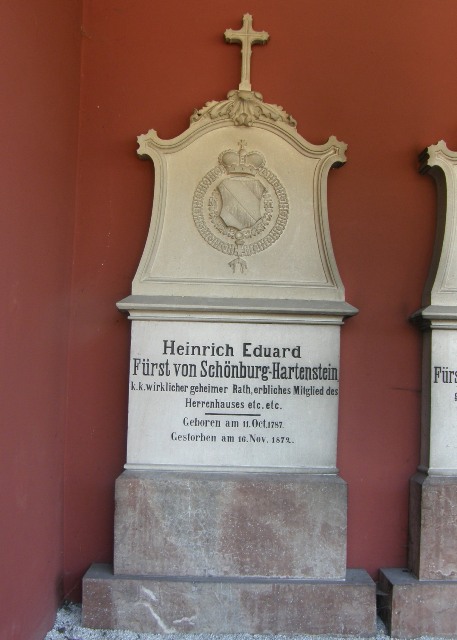 Heinrich Eduard
Fürst von Schönburg-Hartenstein
k.k.wirklicher geheimer Rath, erbliches Mitglied des
Herrenhauses etc. etc.
Geboren am 11.Oct.1787.
Gestorben am 16.Nov. 1872..
Fürs